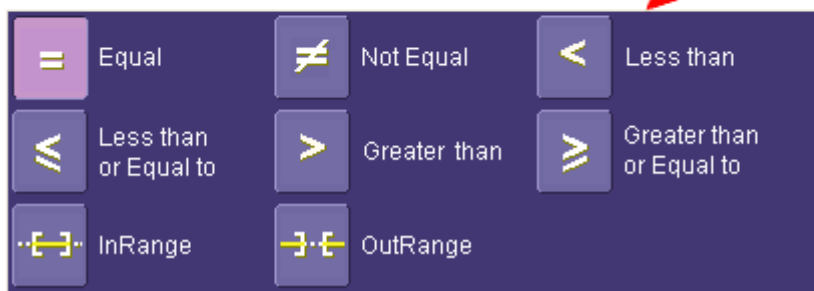 = Equal
≠ Not Equal
< Less than
≤ Less than
or Equal to
> Greater than
≥ Greater than
or Equal to
InRange
OutRange